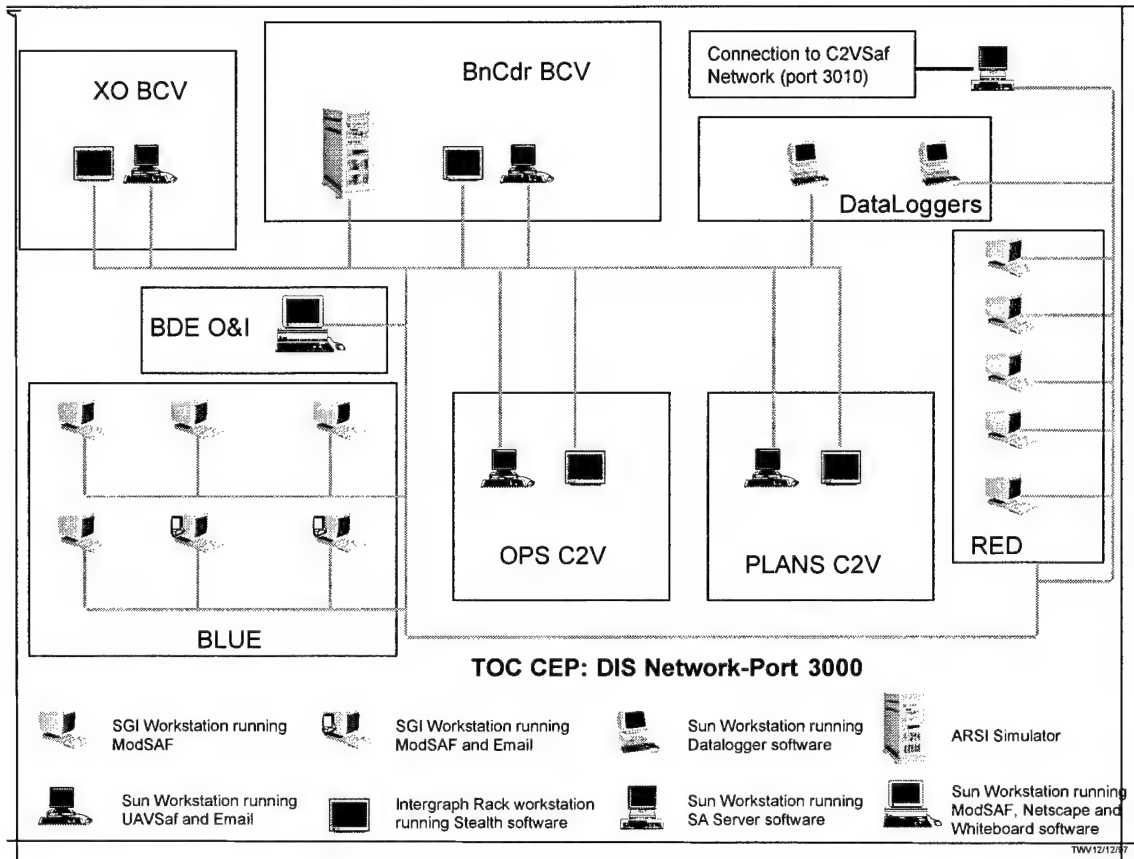 XO BCV
BnCdr BCV
Connection to C2VSaf
Network (port 3010)
DataLoggers
BDE O&I
BLUE
OPS C2V
PLANS C2V
RED
TOC CEP: DIS Network-Port 3000
SGI Workstation running
ModSAF
SGI Workstation running
ModSAF and Email
Sun Workstation running
Datalogger software
ARSI Simulator
Sun Workstation running
UAVSaf and Email
Intergraph Rack workstation
running Stealth software
Sun Workstation running
SA Server software
Sun Workstation running
ModSAF, Netscape and
Whiteboard software
TWV12/12/97